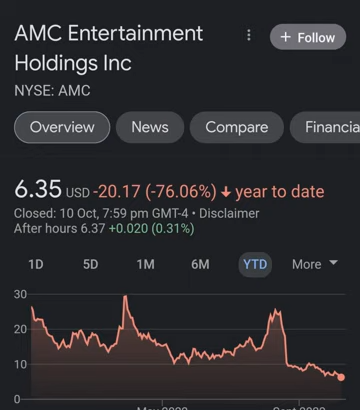 AMC Entertainment
Holdings Inc
+ Follow
NYSE: AMC
Overview
News
Compare
Financia
6.35 USD -20.17 (-76.06%) ↓ year to date
Closed: 10 Oct, 7:59 pm GMT-4 • Disclaimer
After hours 6.37 +0.020 (0.31%)
1D
5D
1M
6M
YTD
More
30
20
10
0